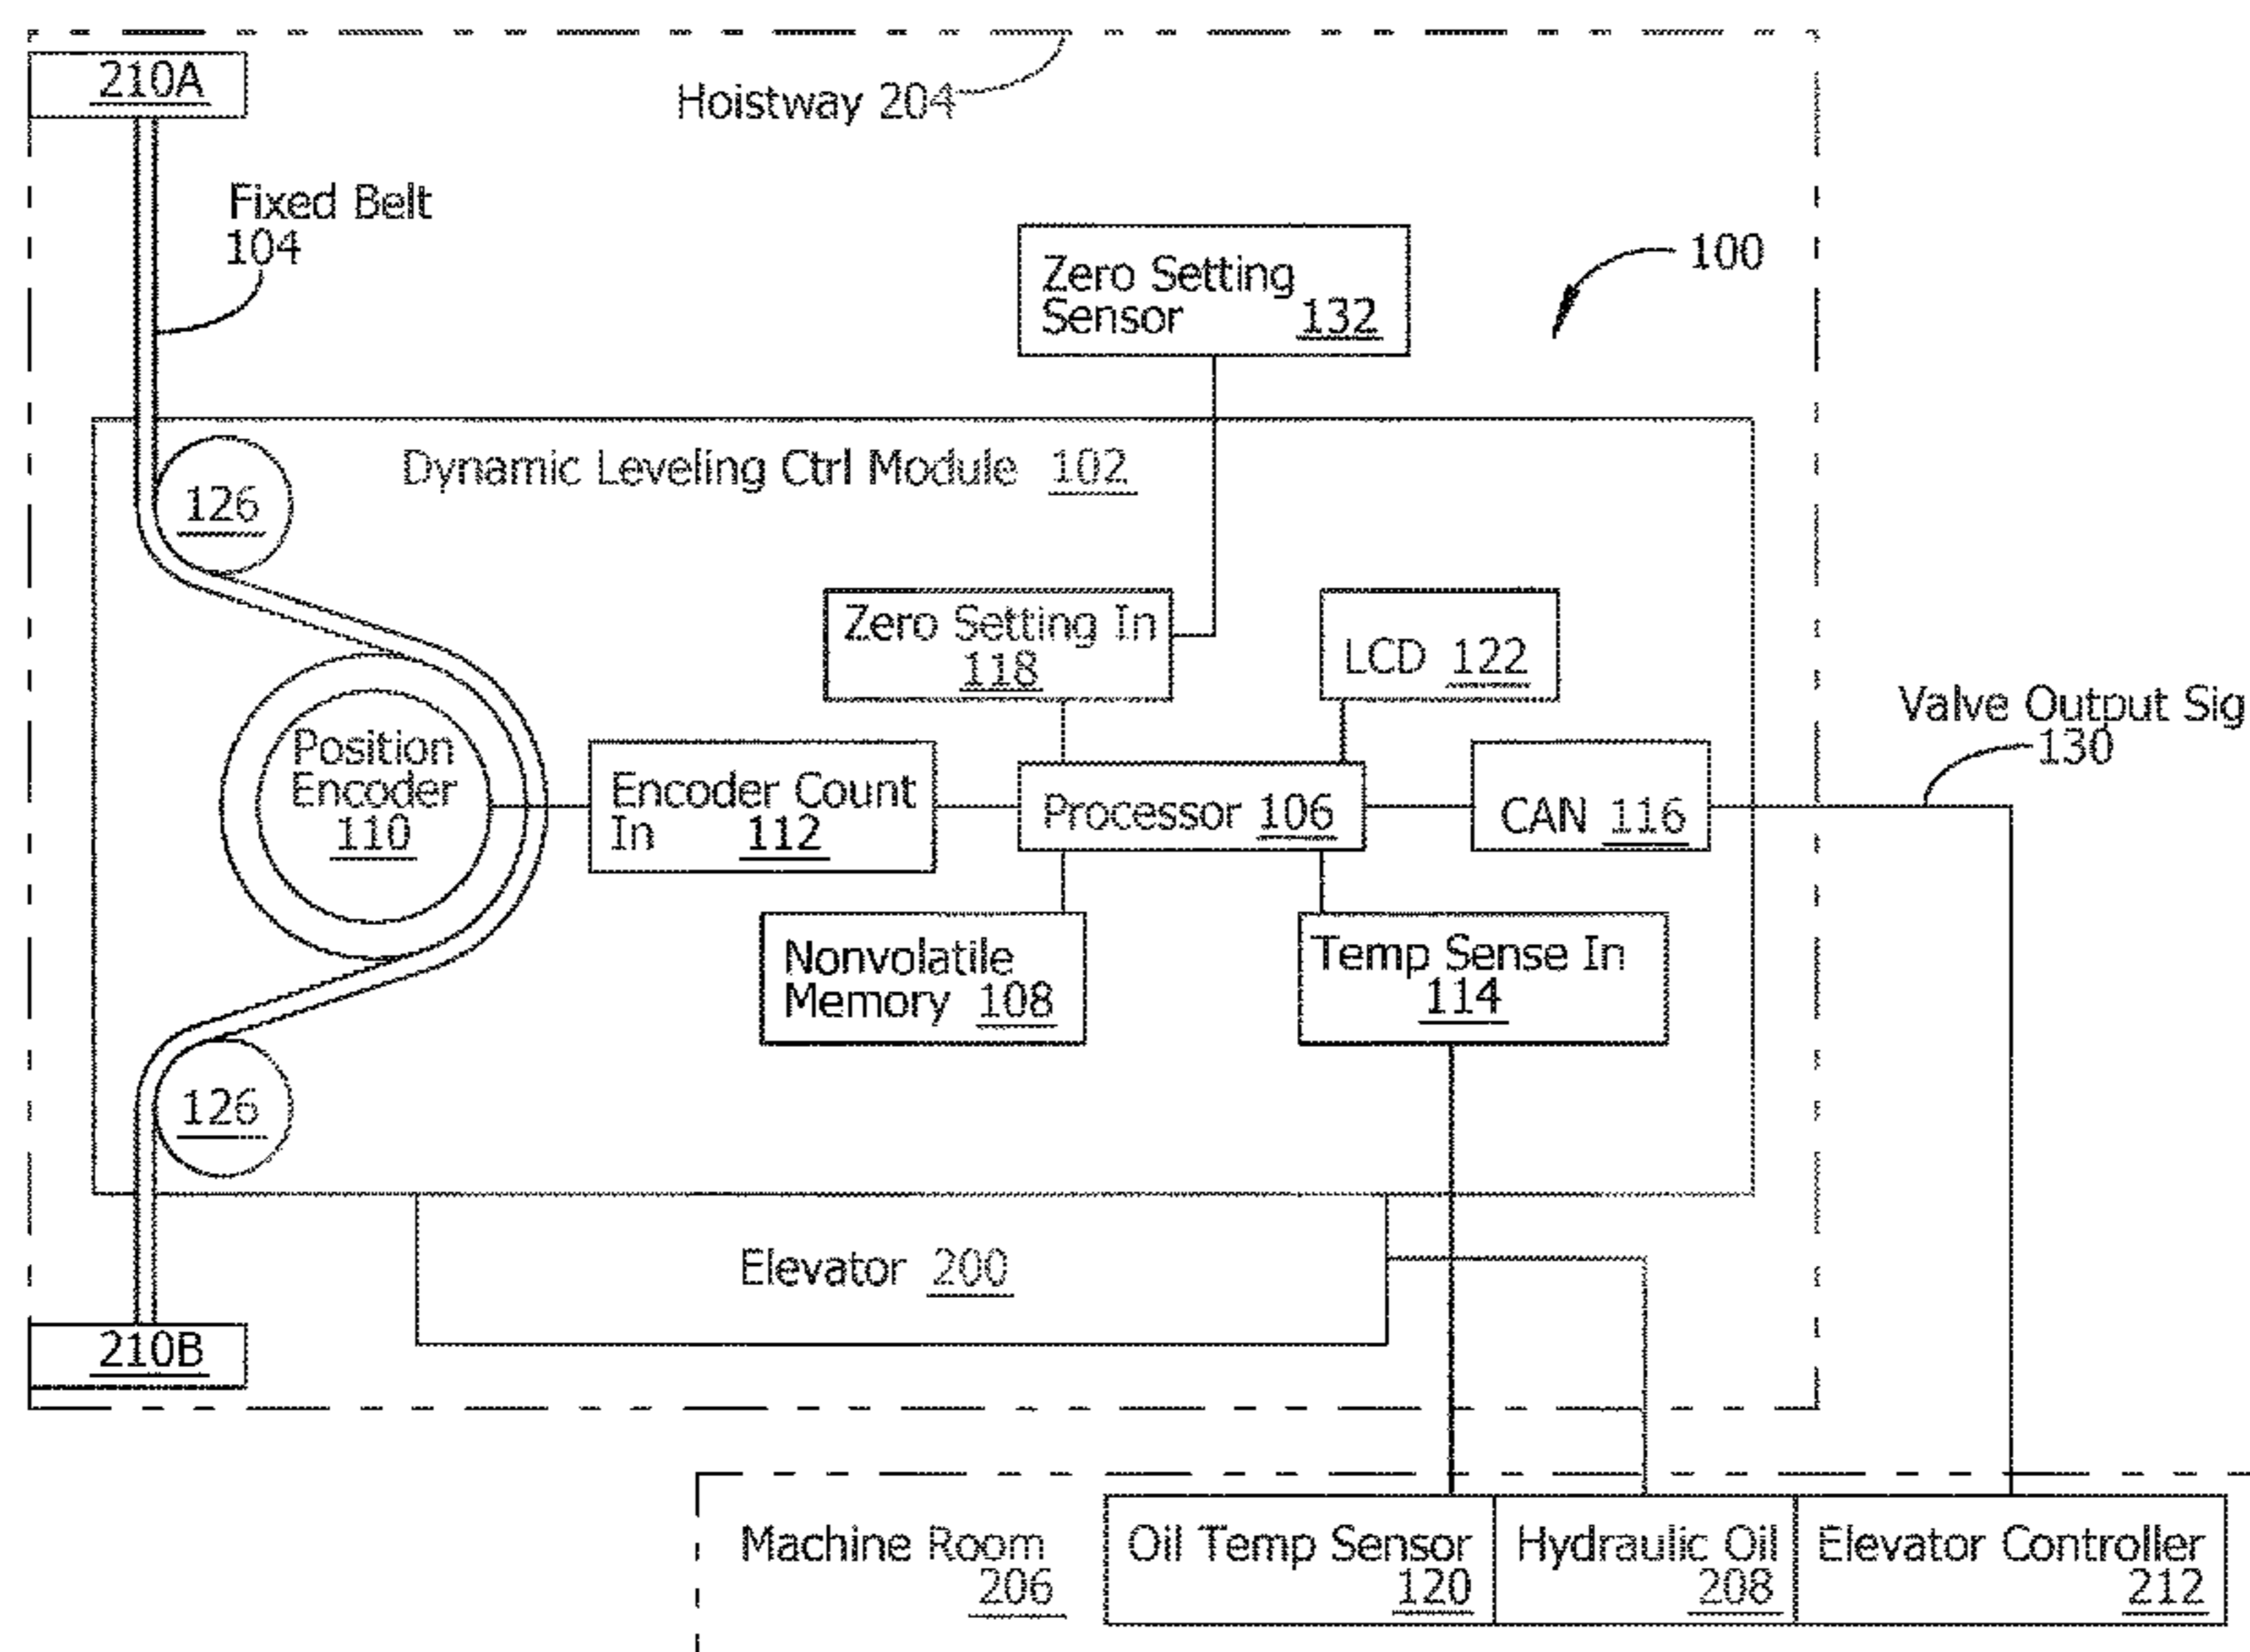 210A
Hoistway 204
Fixed Belt
104
Zero Setting
Sensor 132
100
Dynamic Leveling Ctrl Module 102
126
Zero Setting In
118
LCD 122
Valve Output Sig
130
Position
Encoder
110
Encoder Count
In 112
Processor 106
CAN 116
Nonvolatile
Memory 108
Temp Sense In
114
126
Elevator 200
210B
Machine Room
206
Oil Temp Sensor
120
Hydraulic Oil
208
Elevator Controller
212